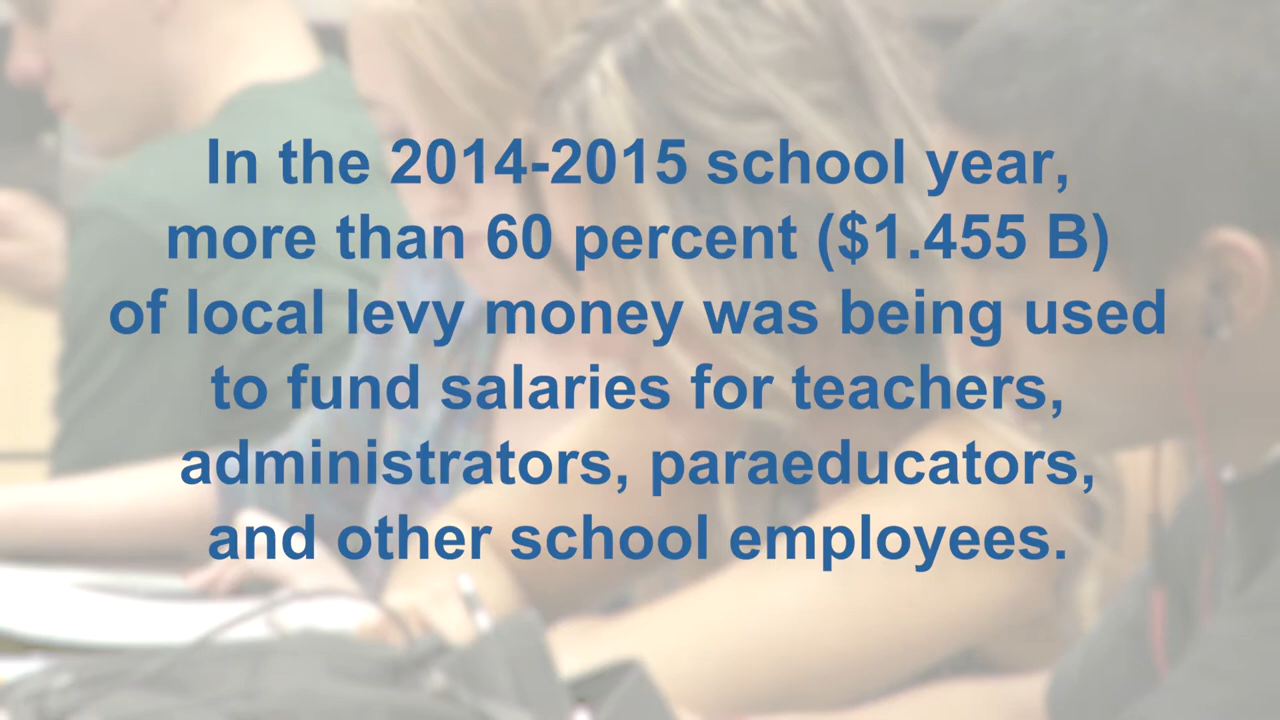 In the 2014-2015 school year,
more than 60 percent ($1.455 B)
of local levy money was being used
to fund salaries for teachers,
administrators, paraeducators,
and other school employees.